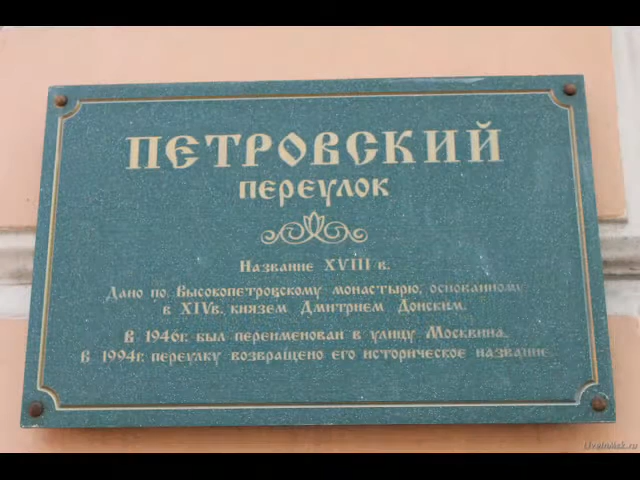 ПЕТРОВСКИЙ
ПЕРЕУЛОК
Название XVIII в.
Дано по Высокопетровскому монастырю, основанному
в XIVв. князем Дмитрием Донским.
В 1946г. был переименован в улицу Москвина.
В 1994г. переулку возвращено его историческое название.